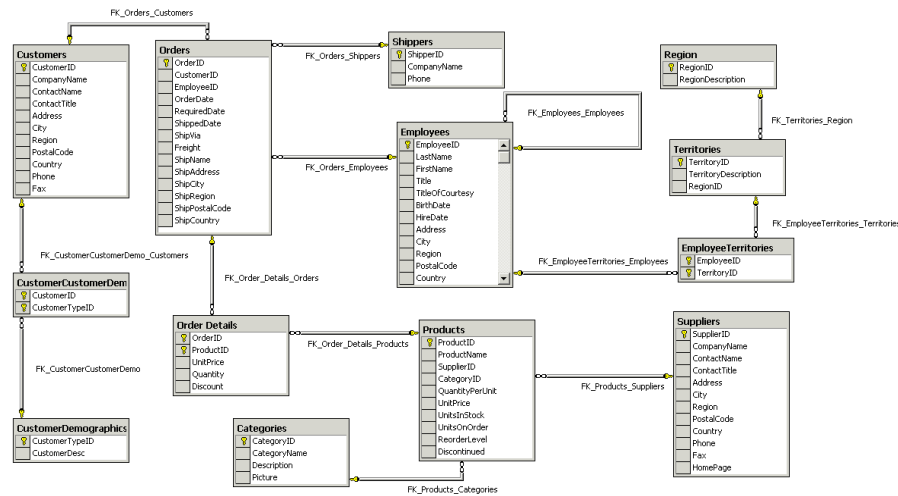 FK_Orders_Customers
Customers
CustomerID
CompanyName
ContactName
ContactTitle
Address
City
Region
PostalCode
Country
Phone
Fax
Orders
OrderID
CustomerID
EmployeeID
OrderDate
RequiredDate
ShippedDate
ShipVia
Freight
ShipName
ShipAddress
ShipCity
ShipRegion
ShipPostalCode
ShipCountry
FK_Orders_Shippers
Shippers
ShipperID
CompanyName
Phone
FK_Employees_Employees
FK_Orders_Employees
Employees
EmployeeID
LastName
FirstName
Title
TitleOfCourtesy
BirthDate
HireDate
Address
City
Region
PostalCode
Country
Region
RegionID
RegionDescription
FK_Territories_Region
Territories
TerritoryID
TerritoryDescription
RegionID
FK_EmployeeTerritories_Territories
EmployeeTerritories
EmployeeID
TerritoryID
FK_EmployeeTerritories_Employees
FK_CustomerCustomerDemo_Customers
CustomerCustomerDem
CustomerID
CustomerTypeID
FK_CustomerCustomerDemo
CustomerDemographics
CustomerTypeID
CustomerDesc
FK_Order_Details_Orders
Order Details
OrderID
ProductID
UnitPrice
Quantity
Discount
FK_Order_Details_Products
Products
ProductID
ProductName
SupplierID
CategoryID
QuantityPerUnit
UnitPrice
UnitsInStock
UnitsOnOrder
ReorderLevel
Discontinued
FK_Products_Suppliers
Suppliers
SupplierID
CompanyName
ContactName
ContactTitle
Address
City
Region
PostalCode
Country
Phone
Fax
HomePage
Categories
CategoryID
CategoryName
Description
Picture
FK_Products_Categories